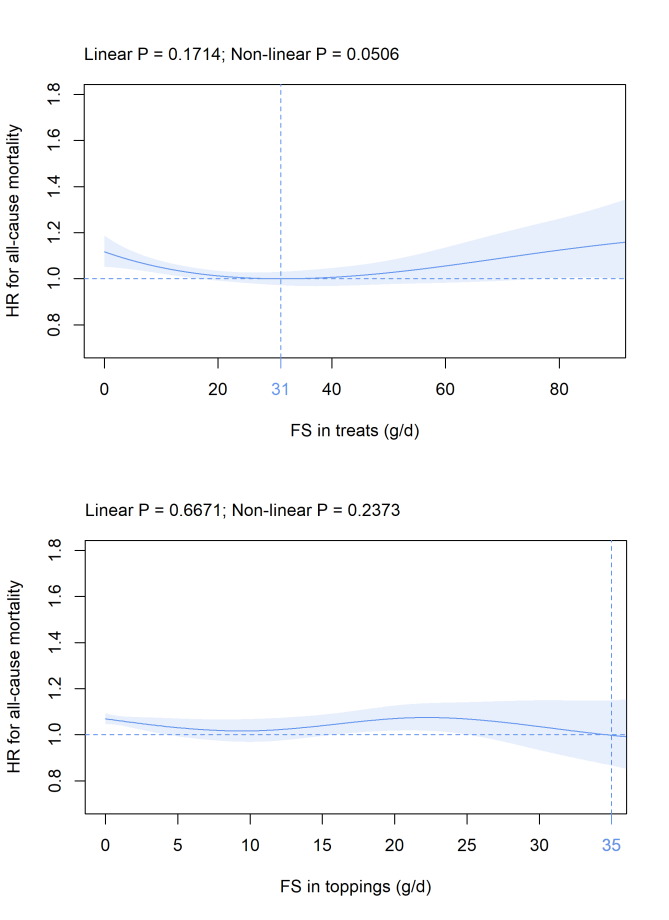 Linear P = 0.1714; Non-linear P = 0.0506
HR for all-cause mortality
1.8
1.6
1.4
1.2
1.0
0.8
0 20 31 40 60 80
FS in treats (g/d)
Linear P = 0.6671; Non-linear P = 0.2373
HR for all-cause mortality
1.8
1.6
1.4
1.2
1.0
0.8
0 5 10 15 20 25 30 35
FS in toppings (g/d)